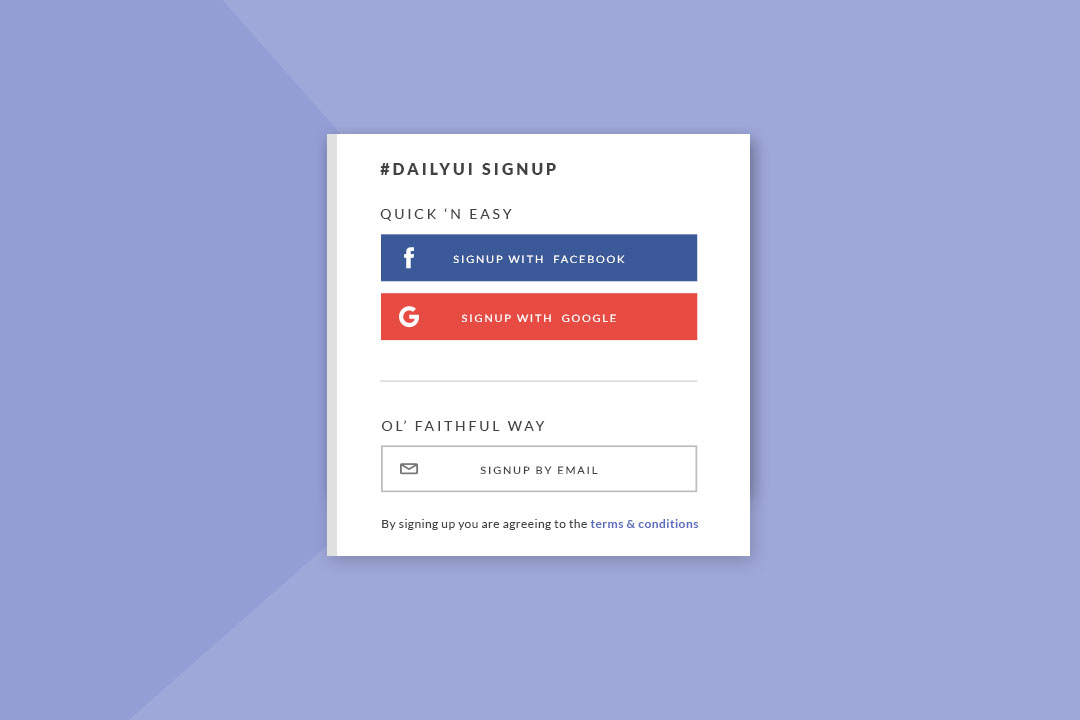 #DAILYUI SIGNUP
QUICK ‘N EASY
SIGNUP WITH FACEBOOK
SIGNUP WITH GOOGLE
OL’ FAITHFUL WAY
SIGNUP BY EMAIL
By signing up you are agreeing to the terms & conditions